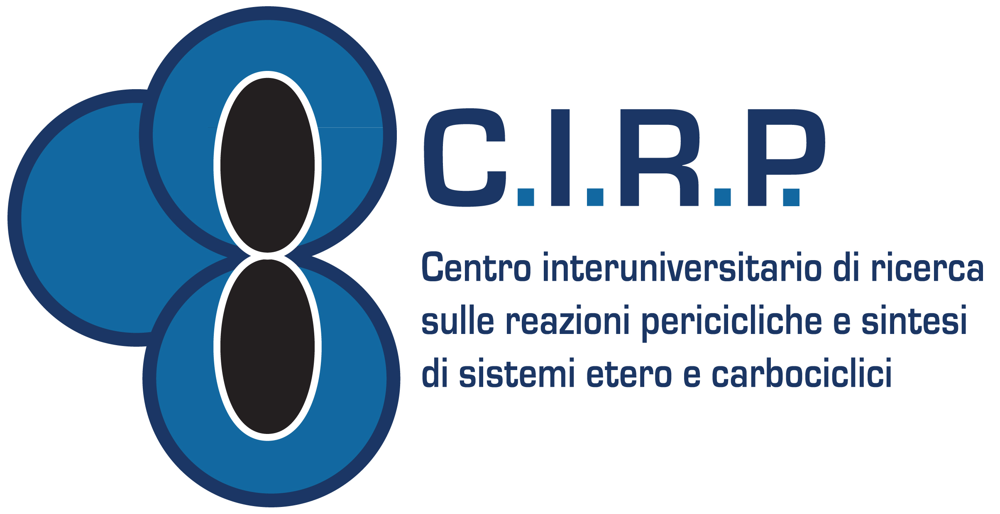 C.I.R.P.
Centro interuniversitario di ricerca
sulle reazioni pericicliche e sintesi
di sistemi etero e carbociclici